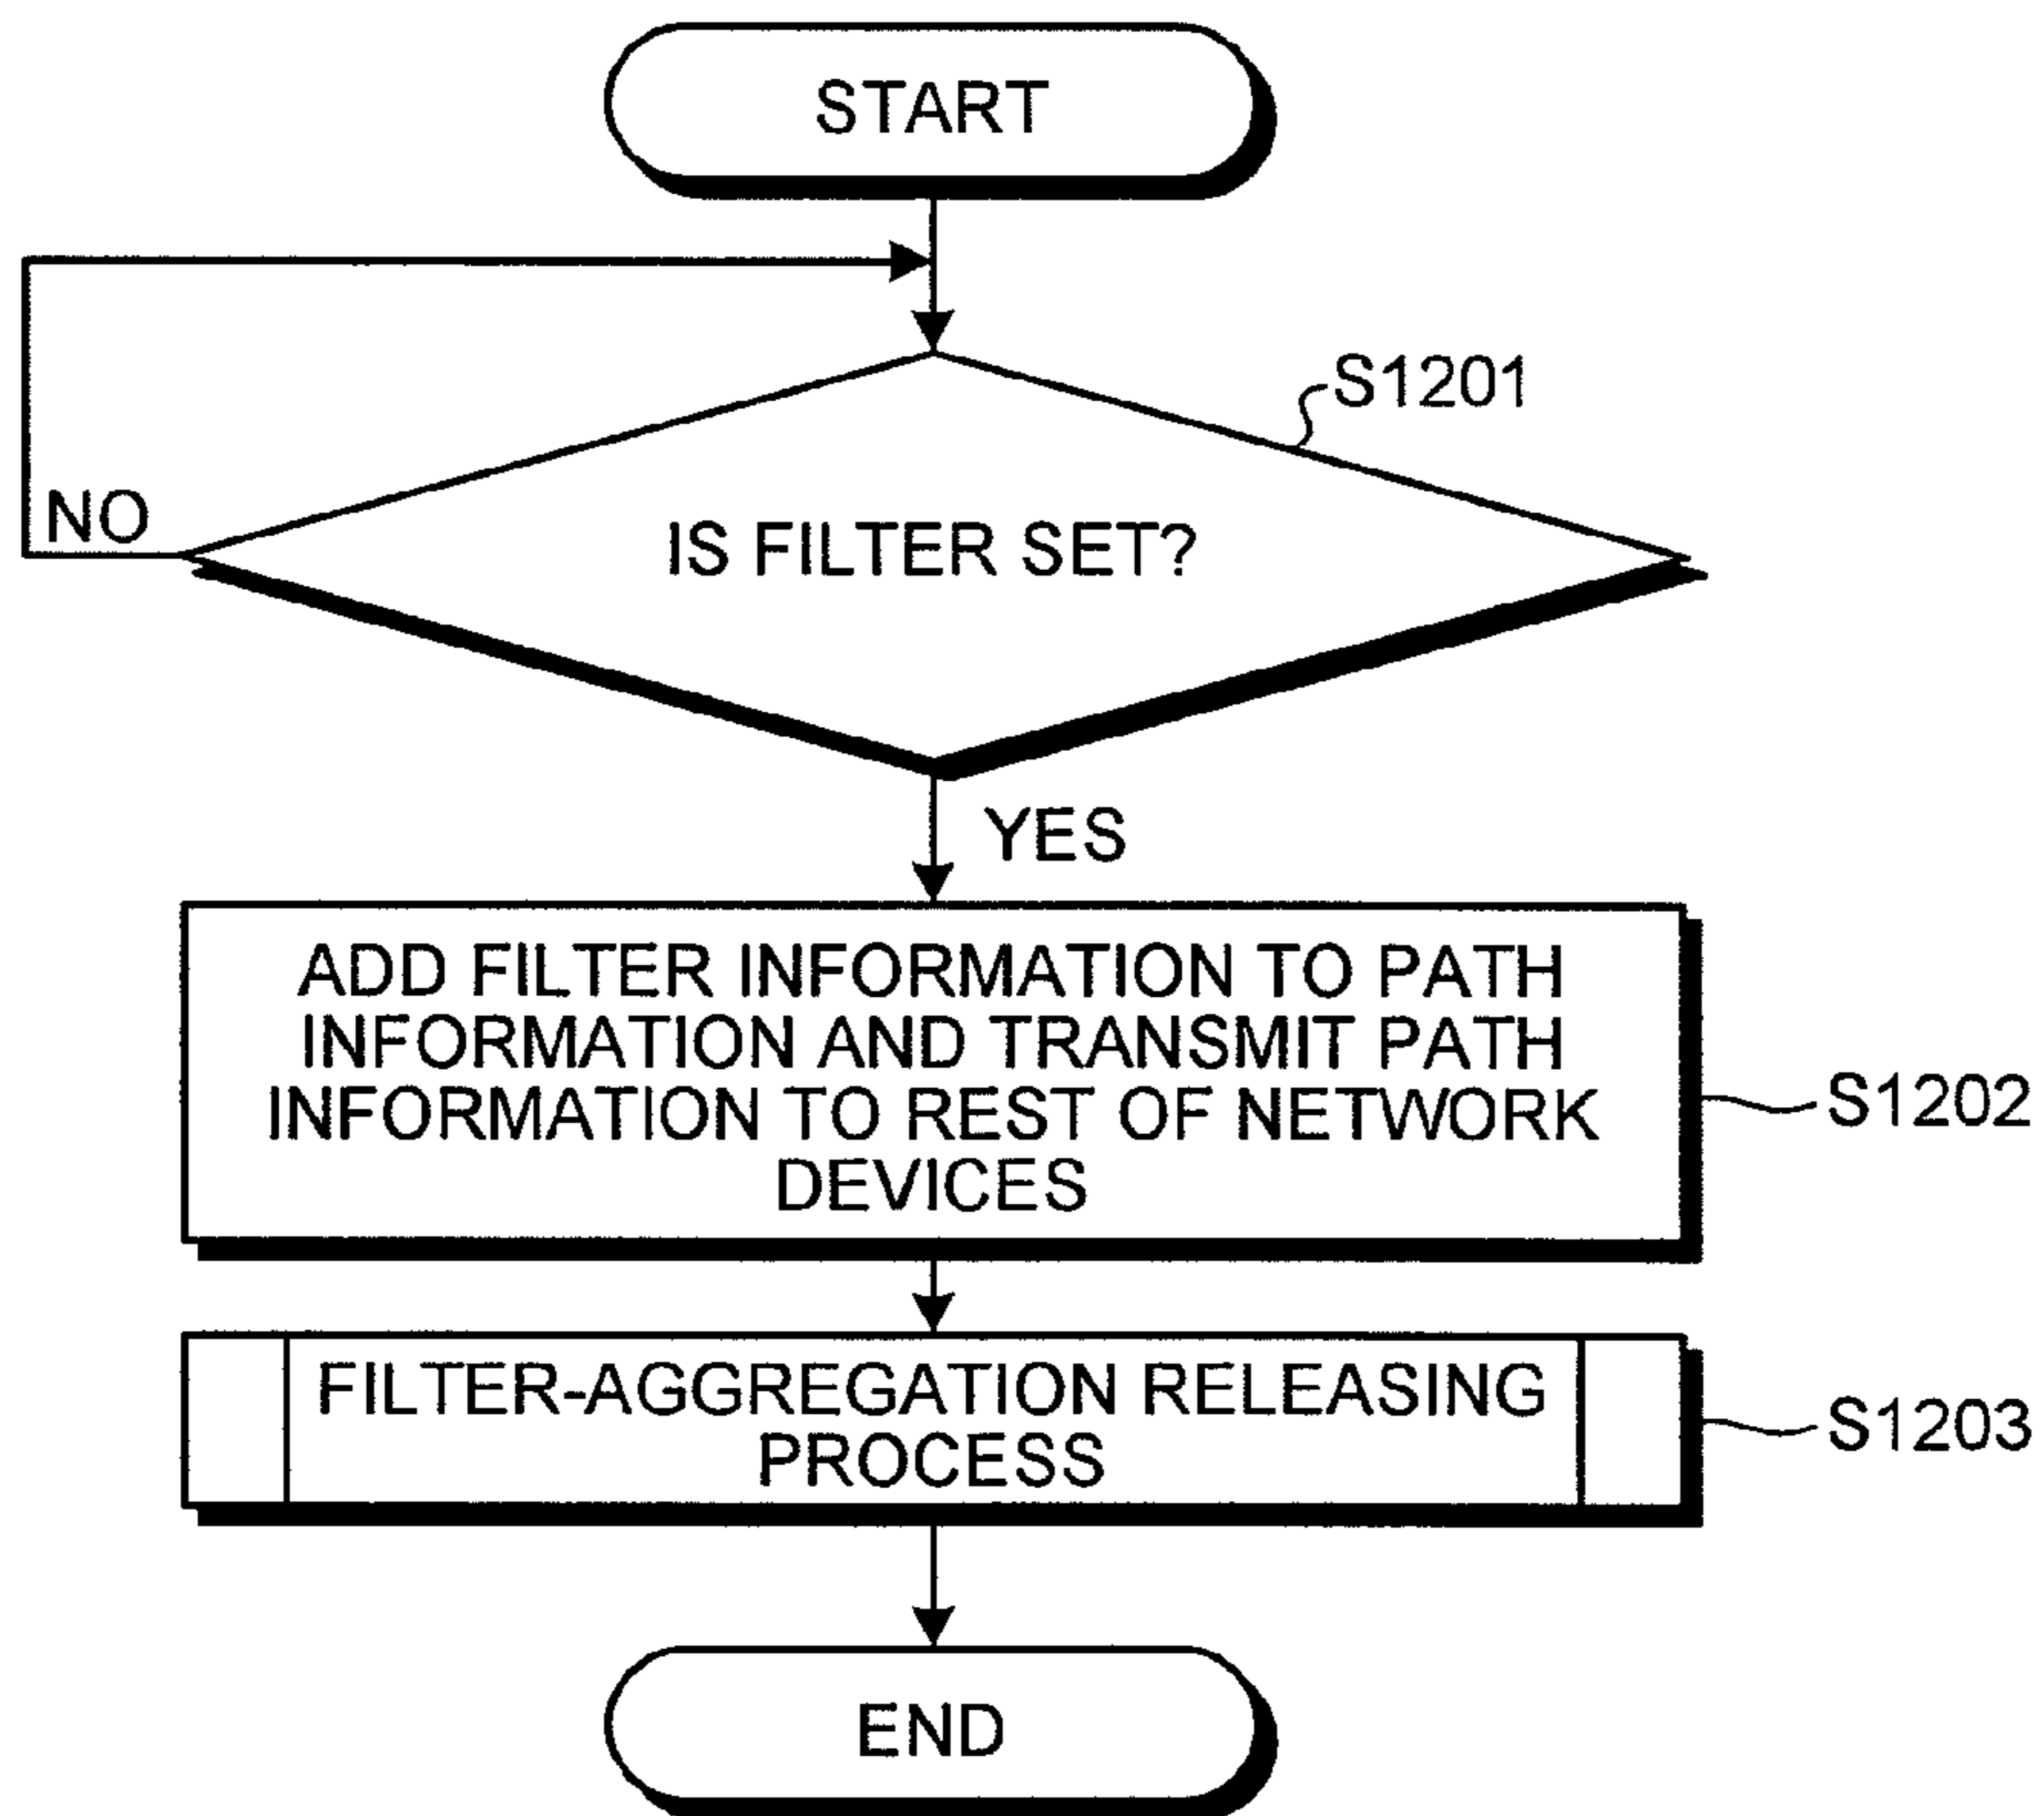 START
S1201
NO
IS FILTER SET?
YES
ADD FILTER INFORMATION TO PATH
INFORMATION AND TRANSMIT PATH
INFORMATION TO REST OF NETWORK
DEVICES
S1202
FILTER-AGGREGATION RELEASING
PROCESS
S1203
END